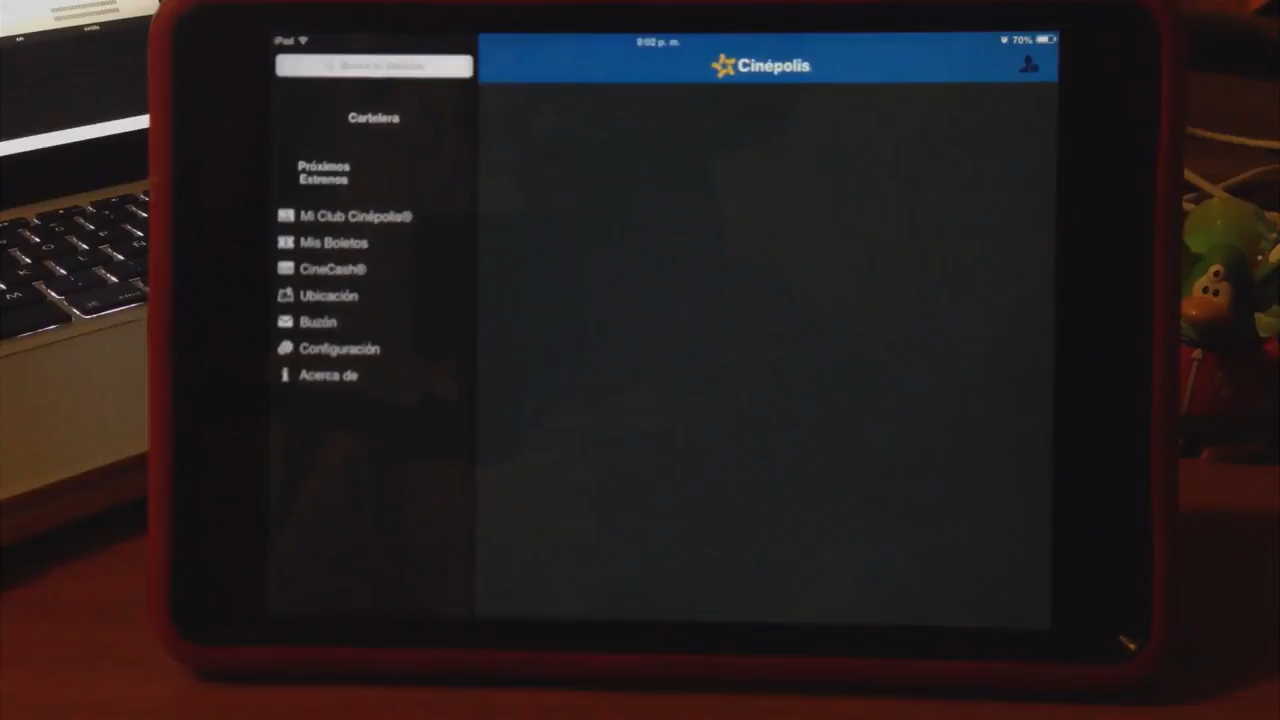 iPad
9:02 p. m.
70%
Cinépolis
Cartelera
Próximos
Estrenos
Mi Club Cinépolis®
Mis Boletos
CineCash®
Ubicación
Buzón
Configuración
Acerca de